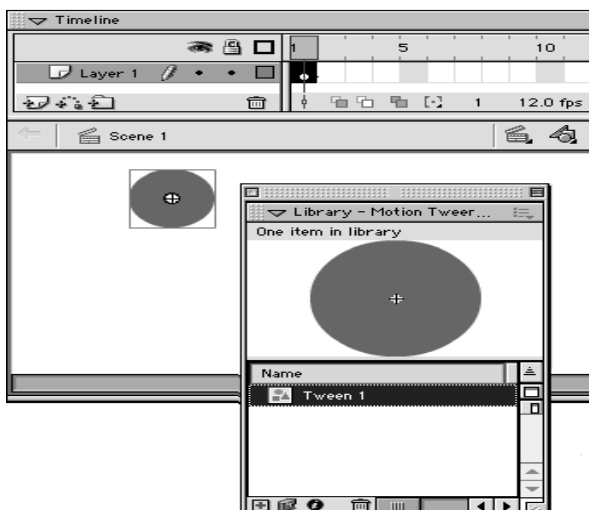 Timeline
1 5 10
Layer 1
1 12.0 fps
Scene 1
Library - Motion Tweer...
One item in library
Name
Tween 1